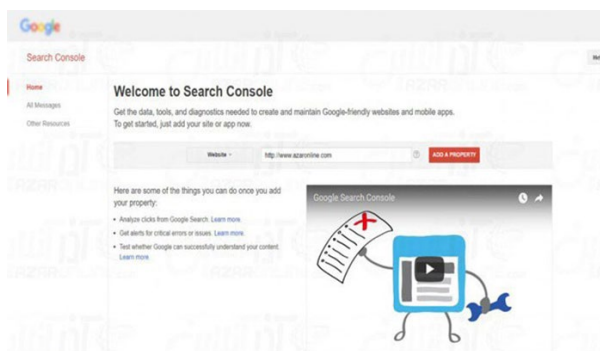 Google
Search Console
Home
All Messages
Other Resources
Welcome to Search Console
Get the data, tools, and diagnostics needed to create and maintain Google-friendly websites and mobile apps.
To get started, just add your site or app now.
Website
http://www.azaronline.com
ADD A PROPERTY
Here are some of the things you can do once you add
your property:
Analyze clicks from Google Search. Learn more.
Get alerts for critical errors or issues. Learn more.
Test whether Google can successfully understand your content.
Learn more.
Google Search Console